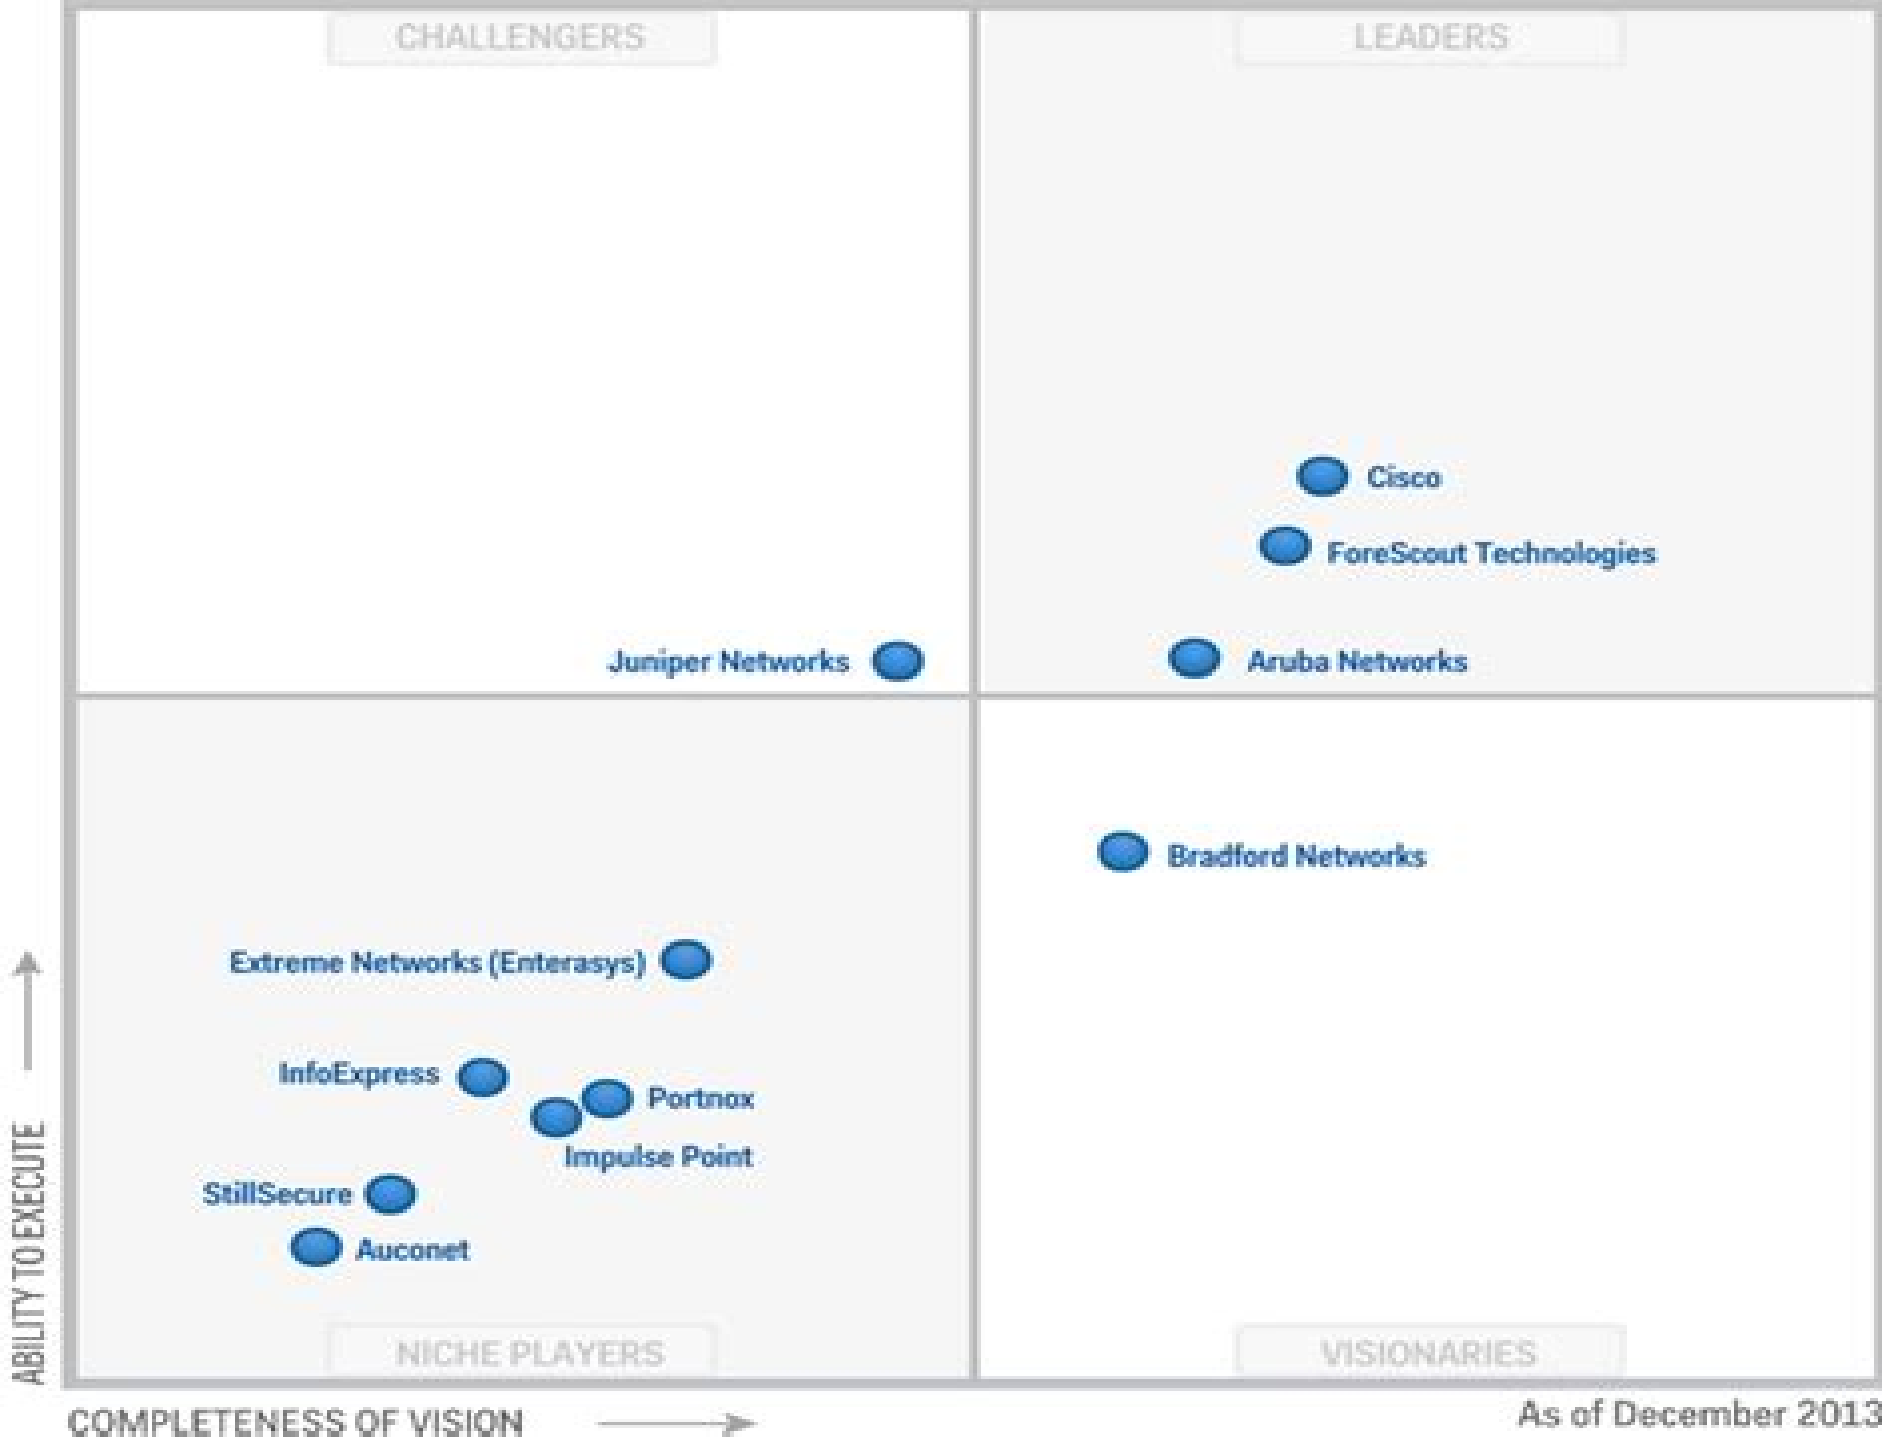 CHALLENGERS
LEADERS
Cisco
ForeScout Technologies
Juniper Networks
Aruba Networks
Bradford Networks
Extreme Networks (Enterasys)
InfoExpress
Portnox
Impulse Point
StillSecure
Auconet
NICHE PLAYERS
VISIONARIES
ABILITY TO EXECUTE
COMPLETENESS OF VISION
As of December 2013